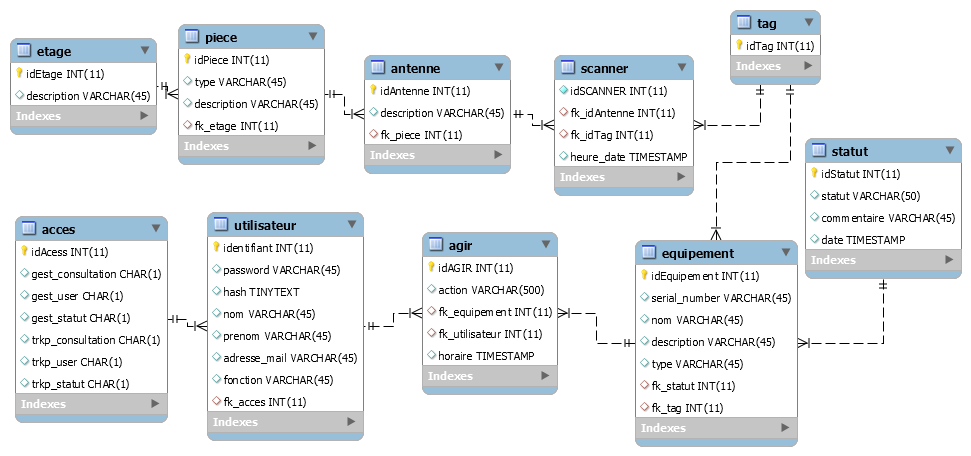 etage
idEtage INT(11)
description VARCHAR(45)
Indexes
piece
idPiece INT(11)
type VARCHAR(45)
description VARCHAR(45)
fk_etage INT(11)
Indexes
antenne
idAntenne INT(11)
description VARCHAR(45)
fk_piece INT(11)
Indexes
scanner
idSCANNER INT(11)
fk_idAntenne INT(11)
fk_idTag INT(11)
heure_date TIMESTAMP
Indexes
tag
idTag INT(11)
Indexes
statut
idStatut INT(11)
statut VARCHAR(50)
commentaire VARCHAR(45)
date TIMESTAMP
Indexes
acces
idAcess INT(11)
gest_consultation CHAR(1)
gest_user CHAR(1)
gest_statut CHAR(1)
trkp_consultation CHAR(1)
trkp_user CHAR(1)
trkp_statut CHAR(1)
Indexes
utilisateur
identifiant INT(11)
password VARCHAR(45)
hash TINYTEXT
nom VARCHAR(45)
prenom VARCHAR(45)
adresse_mail VARCHAR(45)
fonction VARCHAR(45)
fk_acces INT(11)
Indexes
agir
idAGIR INT(11)
action VARCHAR(500)
fk_equipement INT(11)
fk_utilisateur INT(11)
horaire TIMESTAMP
Indexes
equipement
idEquipement INT(11)
serial_number VARCHAR(45)
nom VARCHAR(45)
description VARCHAR(45)
type VARCHAR(45)
fk_statut INT(11)
fk_tag INT(11)
Indexes